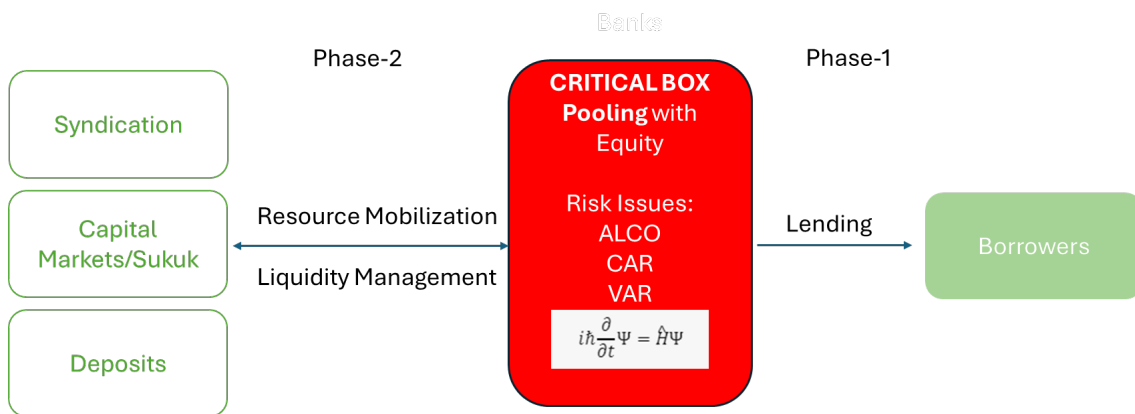 Banks
Phase-2
Phase-1
Syndication
Capital
Markets/Sukuk
Deposits
Resource Mobilization
Liquidity Management
CRITICAL BOX
Pooling with
Equity
Risk Issues:
ALCO
CAR
VAR
iħ ∂/∂t Ψ = ĤΨ
Lending
Borrowers